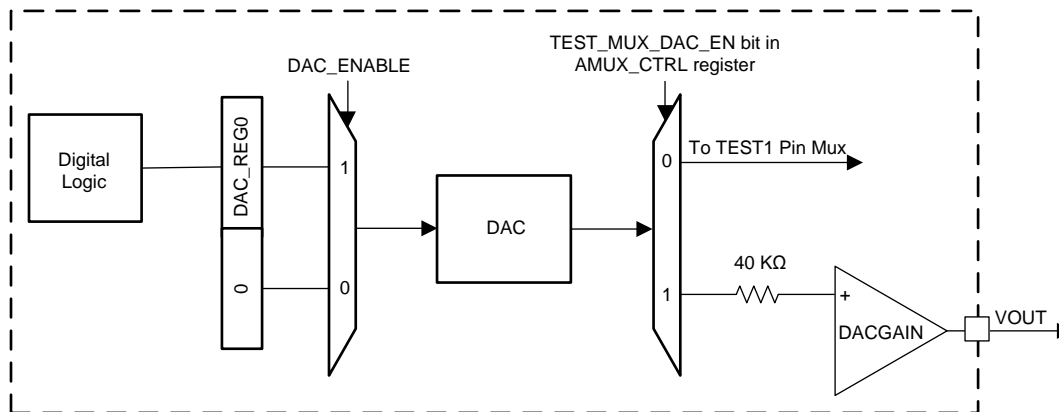 TEST_MUX_DAC_EN bit in
AMUX_CTRL register
DAC_ENABLE
Digital
Logic
DAC_REG0
0
1
0
DAC
0
1
To TEST1 Pin Mux
40 KΩ
+
DACGAIN
VOUT